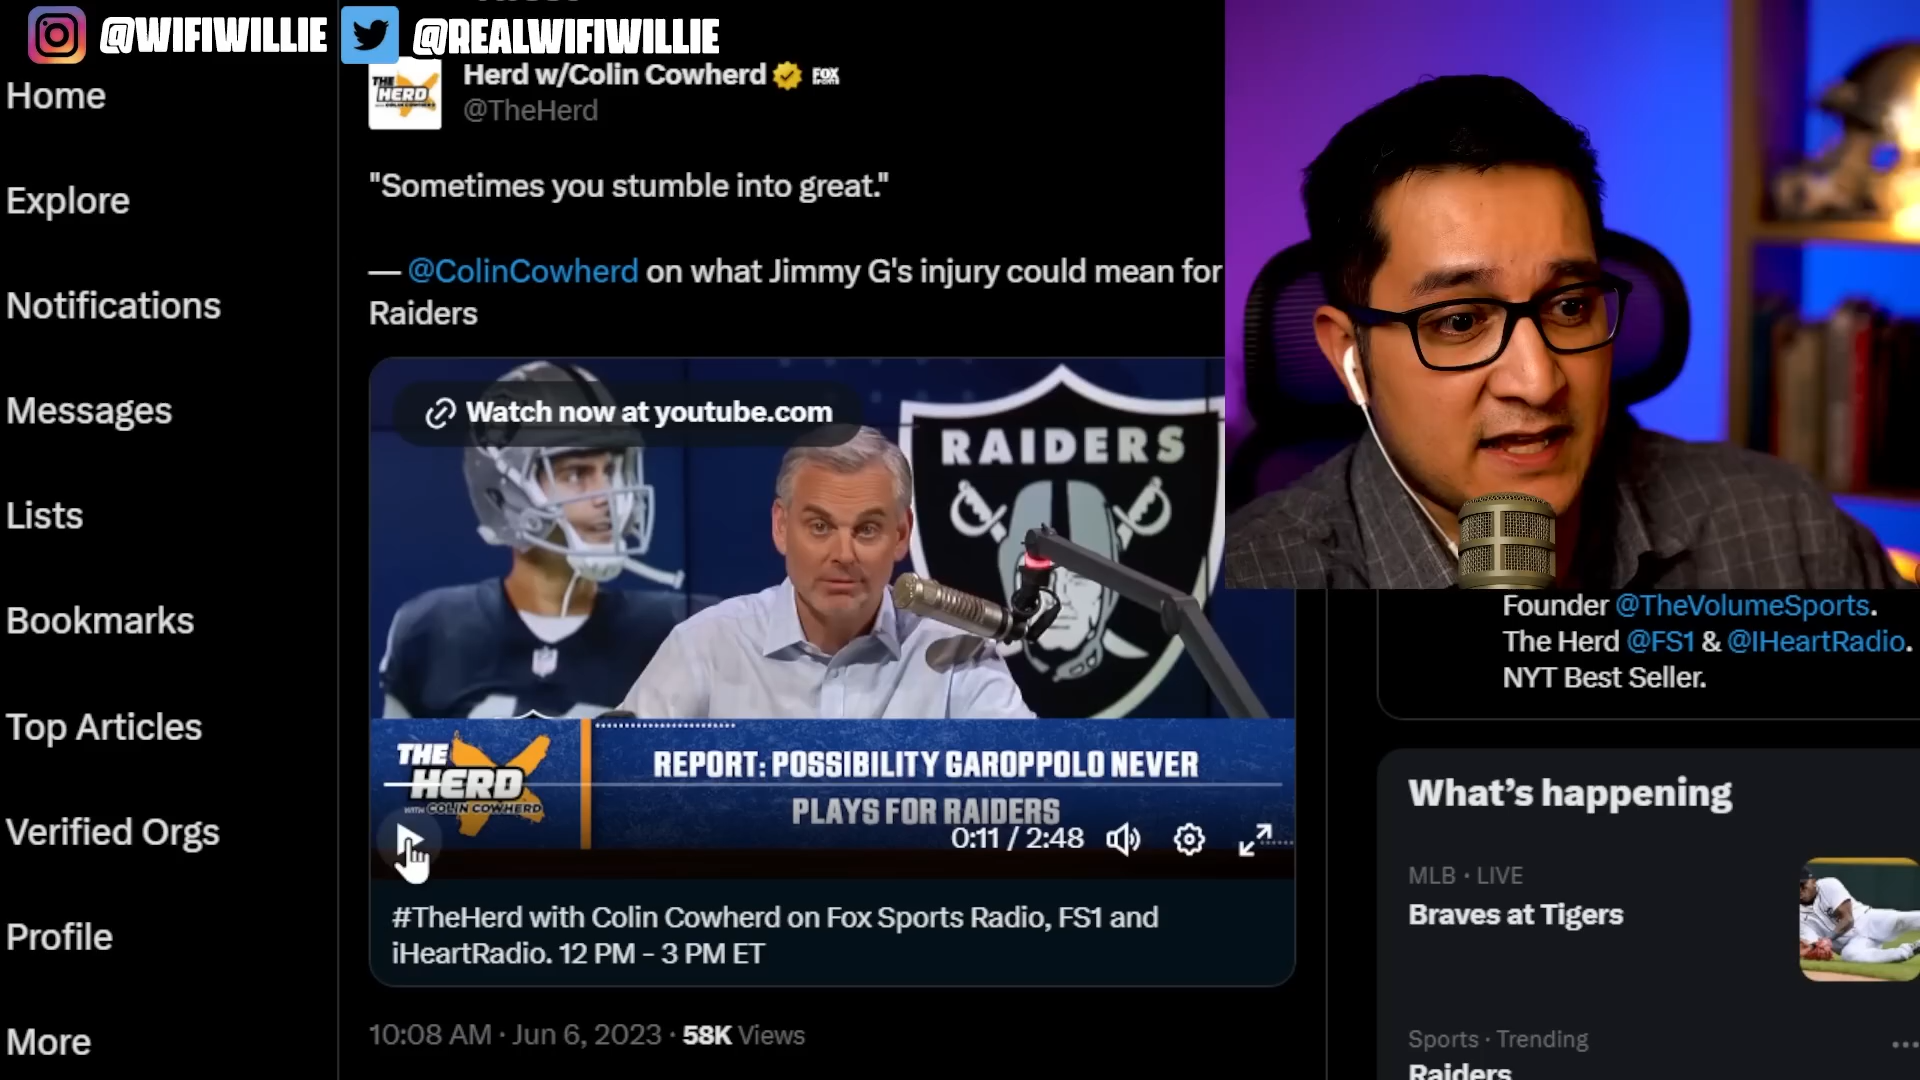 @WIFIWILLIE @REALWIFIWILLIE
Home
Explore
Notifications
Messages
Lists
Bookmarks
Top Articles
Verified Orgs
Profile
More
THE
HERD
Herd w/Colin Cowherd FOX SPORTS
@TheHerd
"Sometimes you stumble into great."
— @ColinCowherd on what Jimmy G's injury could mean for
Raiders
Watch now at youtube.com
RAIDERS
THE
HERD
WITH COLIN COWHERD
REPORT: POSSIBILITY GAROPPOLO NEVER
PLAYS FOR RAIDERS
0:11 / 2:48
#TheHerd with Colin Cowherd on Fox Sports Radio, FS1 and
iHeartRadio. 12 PM – 3 PM ET
10:08 AM · Jun 6, 2023 · 58K Views
Founder @TheVolumeSports.
The Herd @FS1 & @IHeartRadio.
NYT Best Seller.
What’s happening
MLB · LIVE
Braves at Tigers
Sports · Trending
Raiders